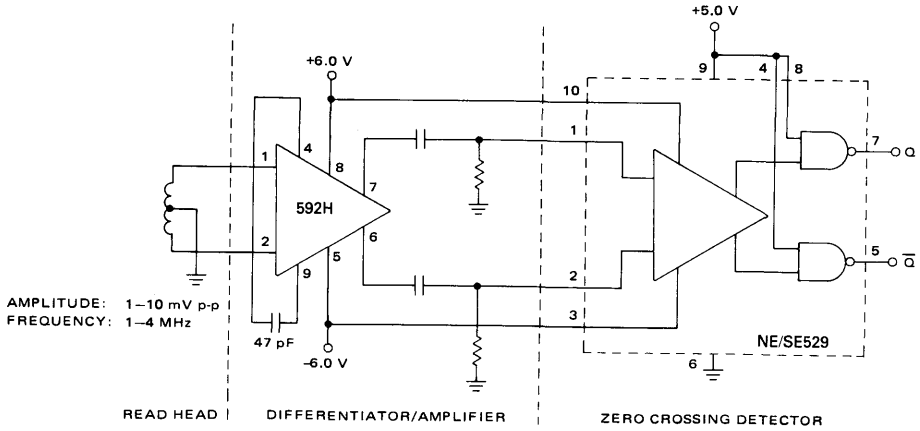 +5.0 V
+6.0 V
9
4
8
10
1
4
1
8
7
7
Q
592H
2
6
5
9
5
Q̅
2
3
AMPLITUDE: 1–10 mV p-p
FREQUENCY: 1–4 MHz
47 pF
–6.0 V
6
NE/SE529
READ HEAD
DIFFERENTIATOR/AMPLIFIER
ZERO CROSSING DETECTOR